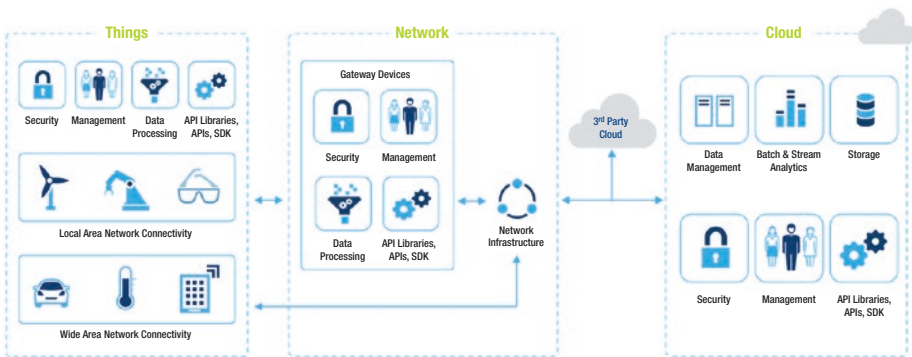 Things
Security
Management
Data
Processing
API Libraries,
APIs, SDK
Local Area Network Connectivity
Wide Area Network Connectivity
Network
Gateway Devices
Security
Management
Data
Processing
API Libraries,
APIs, SDK
Network
Infrastructure
3rd Party
Cloud
Cloud
Data
Management
Batch & Stream
Analytics
Storage
Security
Management
API Libraries,
APIs, SDK